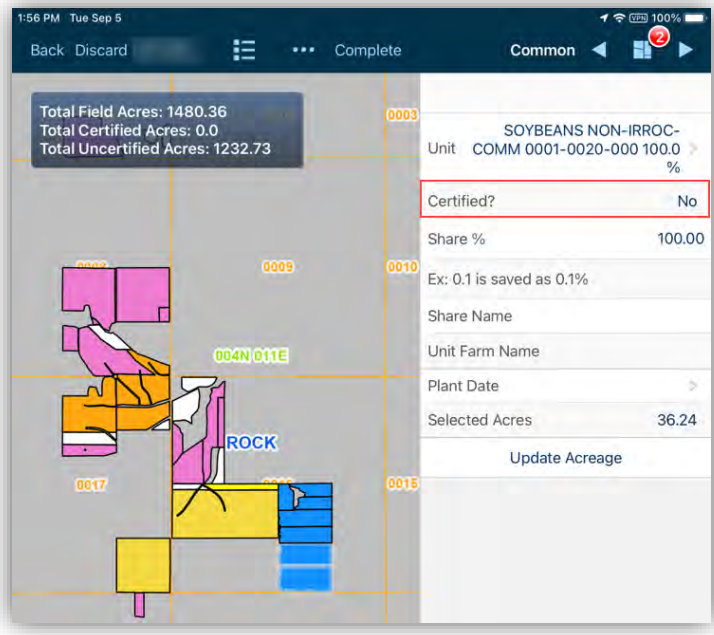 1:56 PM Tue Sep 5
VPN 100%
Back Discard
Complete
Common
2
Total Field Acres: 1480.36
Total Certified Acres: 0.0
Total Uncertified Acres: 1232.73
0003
0009
0010
004N 011E
ROCK
0017
0015
Unit SOYBEANS NON-IRROC-
COMM 0001-0020-000 100.0
%
Certified? No
Share % 100.00
Ex: 0.1 is saved as 0.1%
Share Name
Unit Farm Name
Plant Date
Selected Acres 36.24
Update Acreage